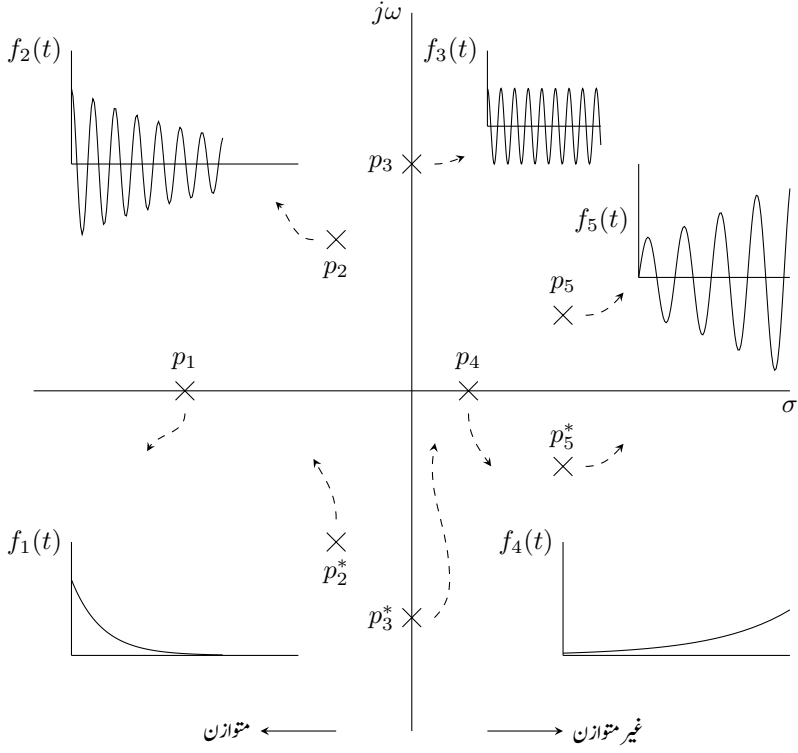 jω
f₂(t)
f₃(t)
p₃
f₅(t)
p₂
p₅
p₁
p₄
σ
p₅*
f₁(t)
f₄(t)
p₂*
p₃*
متوازن
غیر متوازن